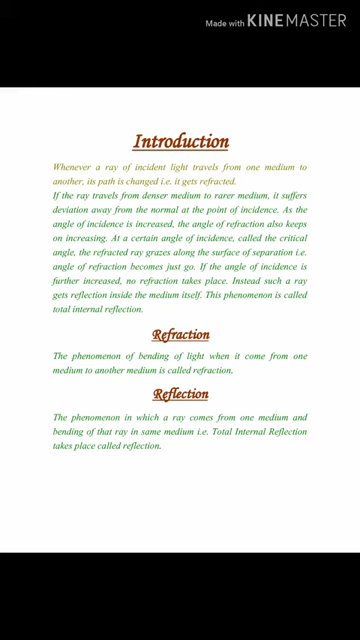 Made with KINEMASTER
Introduction
Whenever a ray of incident light travels from one medium to
another, its path is changed i.e. it gets refracted.
If the ray travels from denser medium to rarer medium, it suffers
deviation away from the normal at the point of incidence. As the
angle of incidence is increased, the angle of refraction also keeps
on increasing. At a certain angle of incidence, called the critical
angle, the refracted ray grazes along the surface of separation i.e.
angle of refraction becomes just go. If the angle of incidence is
further increased, no refraction takes place. Instead such a ray
gets reflection inside the medium itself. This phenomenon is called
total internal reflection.
Refraction
The phenomenon of bending of light when it come from one
medium to another medium is called refraction.
Reflection
The phenomenon in which a ray comes from one medium and
bending of that ray in same medium i.e. Total Internal Reflection
takes place called reflection.